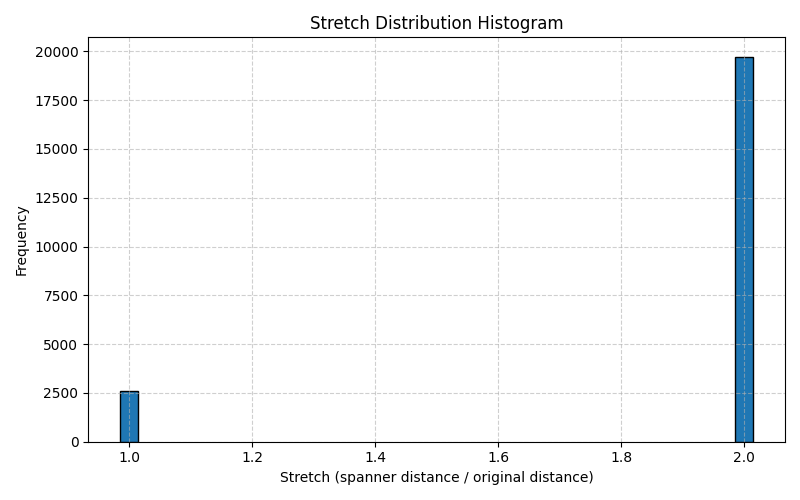 Stretch Distribution Histogram
Frequency
20000
17500
15000
12500
10000
7500
5000
2500
0
1.0 1.2 1.4 1.6 1.8 2.0
Stretch (spanner distance / original distance)